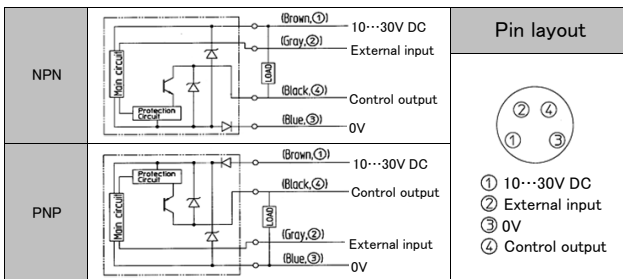 NPN
Main circuit
Protection
Circuit
LOAD
(Brown,①)
10…30V DC
(Gray,②)
External input
(Black,④)
Control output
(Blue,③)
0V
PNP
Protection
Circuit
Main circuit
LOAD
(Brown,①)
10…30V DC
(Black,④)
Control output
(Gray,②)
External input
(Blue,③)
0V
Pin layout
② ④
① ③
① 10…30V DC
② External input
③ 0V
④ Control output